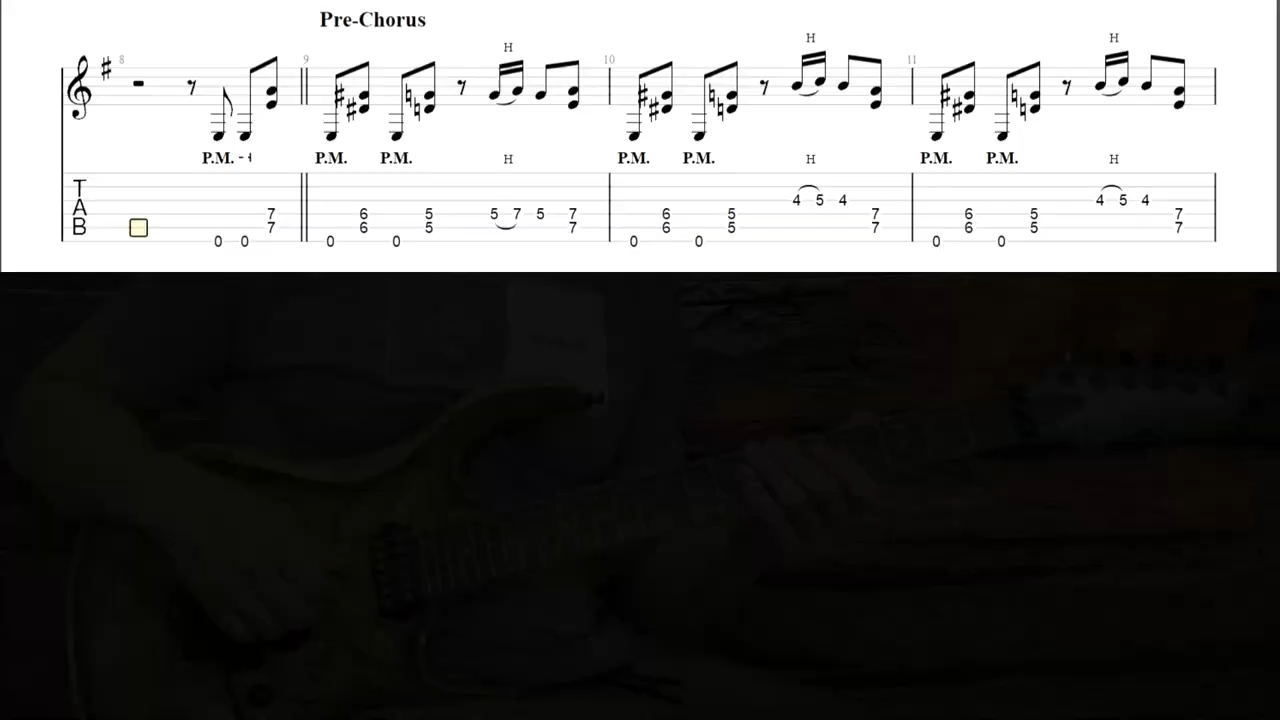 Pre-Chorus
H H H
8 9 10 11
P.M. - P.M. P.M. H P.M. P.M. H P.M. P.M. H
T
4 5 4 4 5 4
A 7 6 5 5 7 5 7 6 5 7 6 5 7
B 7 6 5 7 6 5 7 6 5 7
0 0 0 0 0 0 0 0